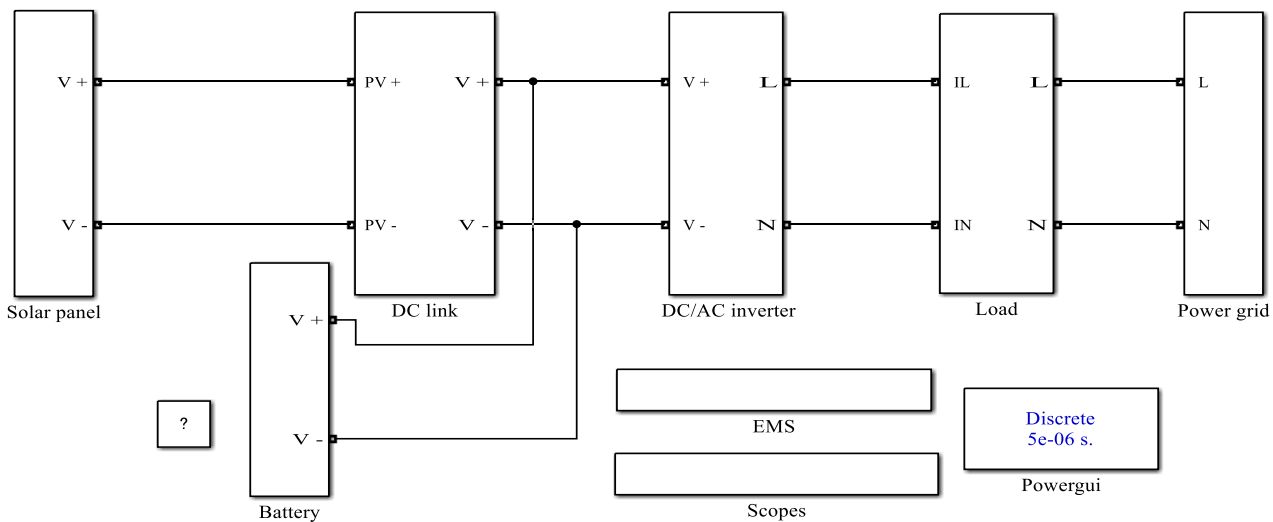 V +
PV +
V +
V +
L
IL
L
L
V -
PV -
V -
V -
N
IN
N
N
Solar panel
DC link
DC/AC inverter
Load
Power grid
V +
?
V -
Battery
EMS
Scopes
Discrete
5e-06 s.
Powergui